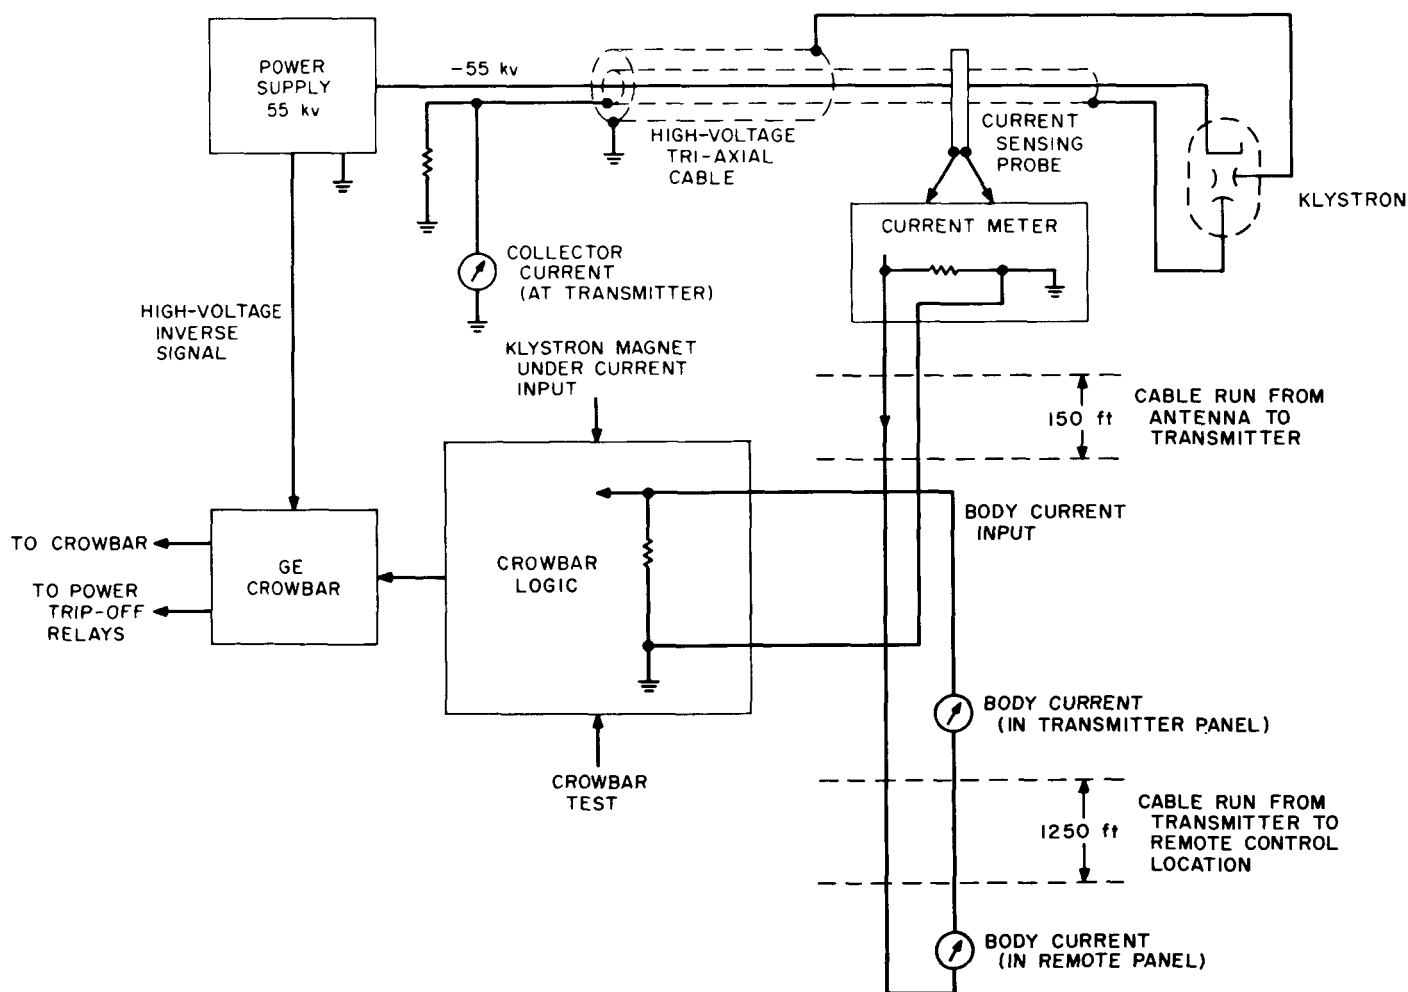 POWER
SUPPLY
55 kv
-55 kv
HIGH-VOLTAGE
TRI-AXIAL
CABLE
CURRENT
SENSING
PROBE
KLYSTRON
CURRENT METER
COLLECTOR
CURRENT
(AT TRANSMITTER)
HIGH-VOLTAGE
INVERSE
SIGNAL
KLYSTRON MAGNET
UNDER CURRENT
INPUT
150 ft
CABLE RUN FROM
ANTENNA TO
TRANSMITTER
BODY CURRENT
INPUT
TO CROWBAR
TO POWER
TRIP-OFF
RELAYS
GE
CROWBAR
CROWBAR
LOGIC
CROWBAR
TEST
BODY CURRENT
(IN TRANSMITTER PANEL)
1250 ft
CABLE RUN FROM
TRANSMITTER TO
REMOTE CONTROL
LOCATION
BODY CURRENT
(IN REMOTE PANEL)